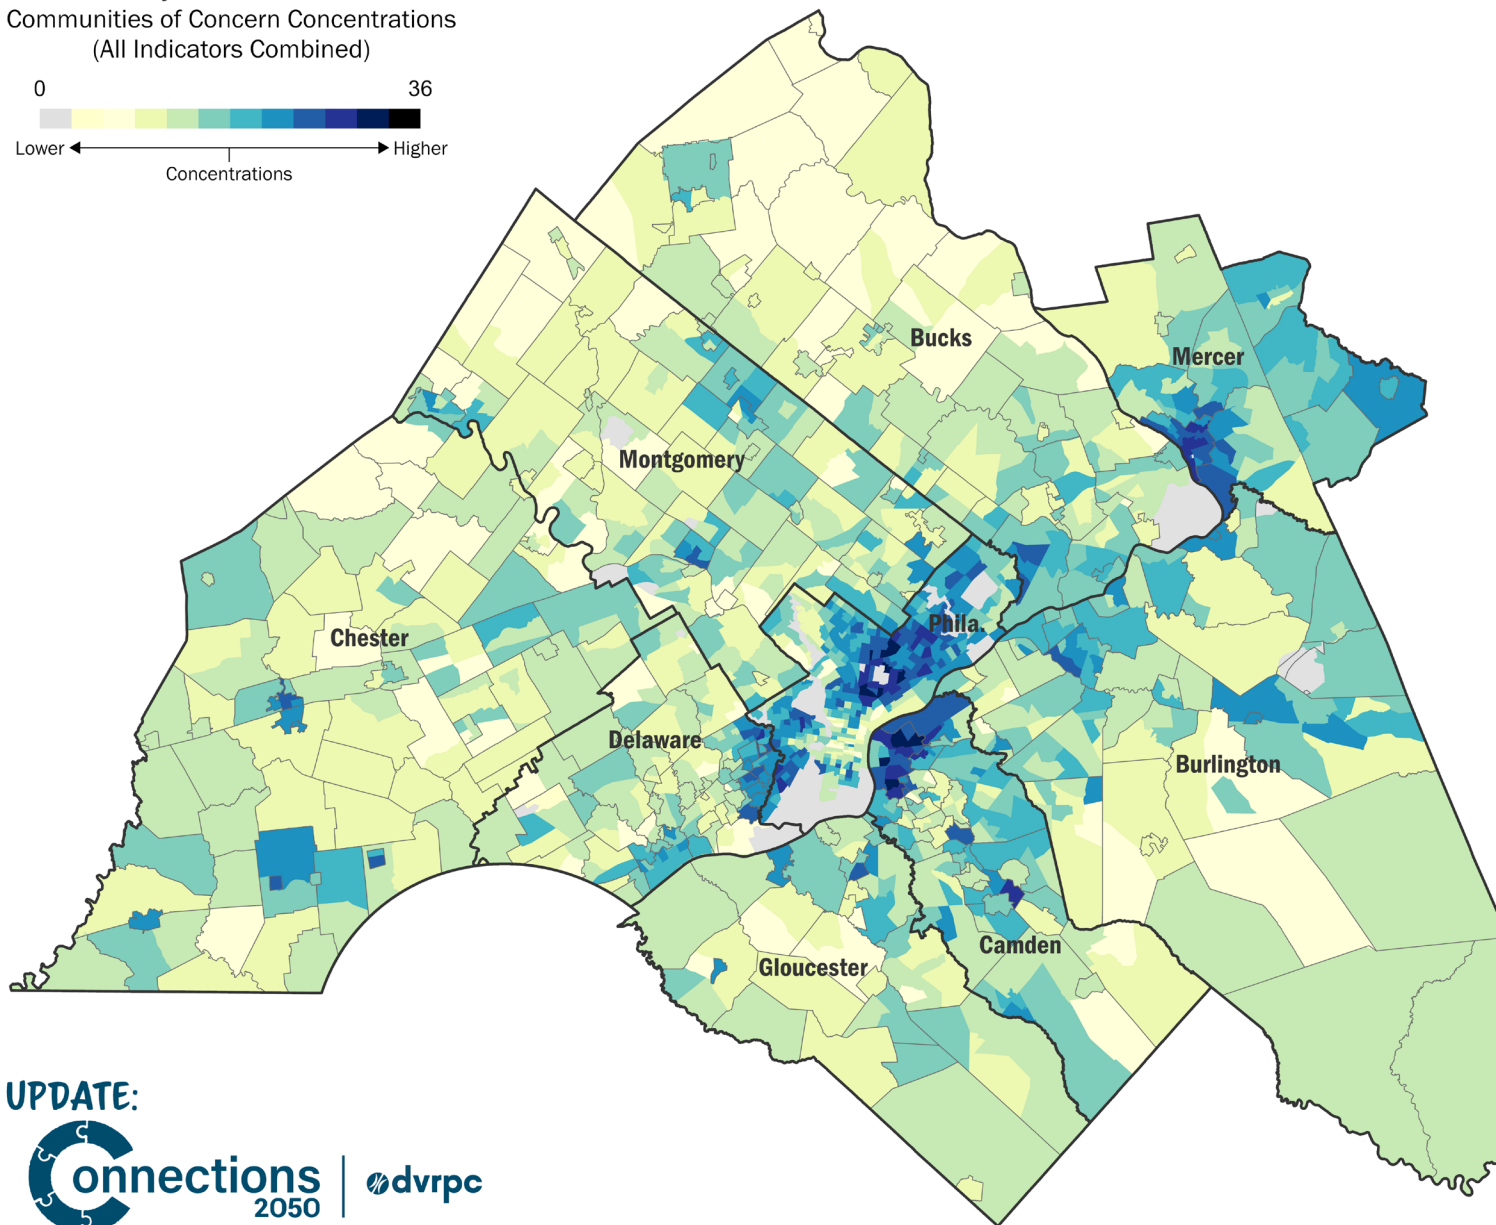 Communities of Concern Concentrations
(All Indicators Combined)
0 36
Lower Higher
Concentrations
Bucks
Mercer
Montgomery
Phila.
Chester
Delaware
Burlington
Camden
Gloucester
UPDATE:
Connections
2050
dvrpc